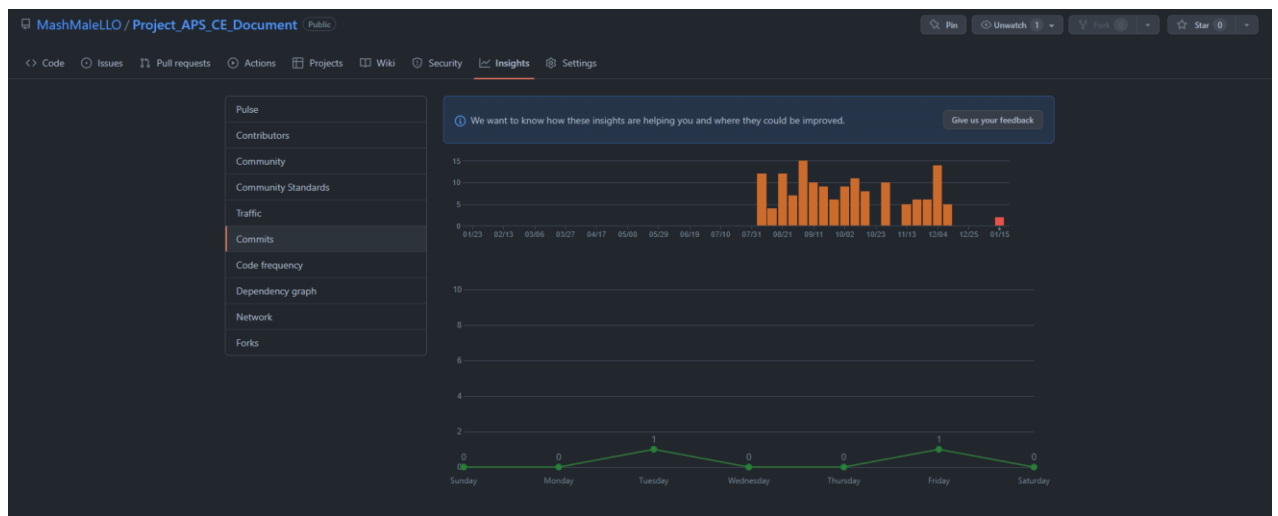 MashMaleLLO / Project_APS_CE_Document Public
Pin Unwatch 1 Fork 0 Star 0
Code Issues Pull requests Actions Projects Wiki Security Insights Settings
Pulse
Contributors
Community
Community Standards
Traffic
Commits
Code frequency
Dependency graph
Network
Forks
We want to know how these insights are helping you and where they could be improved. Give us your feedback
15
10
5
0
01/23 02/13 03/06 03/27 04/17 05/08 05/29 06/19 07/10 07/31 08/21 09/11 10/02 10/23 11/13 12/04 12/25 01/15
10
8
6
4
2
0
0 0 1 0 0 1 0
Sunday Monday Tuesday Wednesday Thursday Friday Saturday